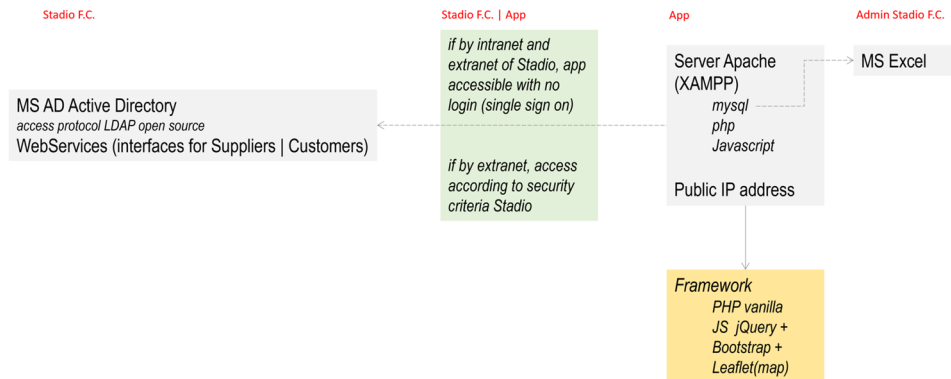 Stadio F.C.
Stadio F.C. | App
App
Admin Stadio F.C.
MS AD Active Directory
access protocol LDAP open source
WebServices (interfaces for Suppliers | Customers)
if by intranet and
extranet of Stadio, app
accessible with no
login (single sign on)
if by extranet, access
according to security
criteria Stadio
Server Apache
(XAMPP)
mysql
php
Javascript
Public IP address
MS Excel
Framework
PHP vanilla
JS jQuery +
Bootstrap +
Leaflet(map)